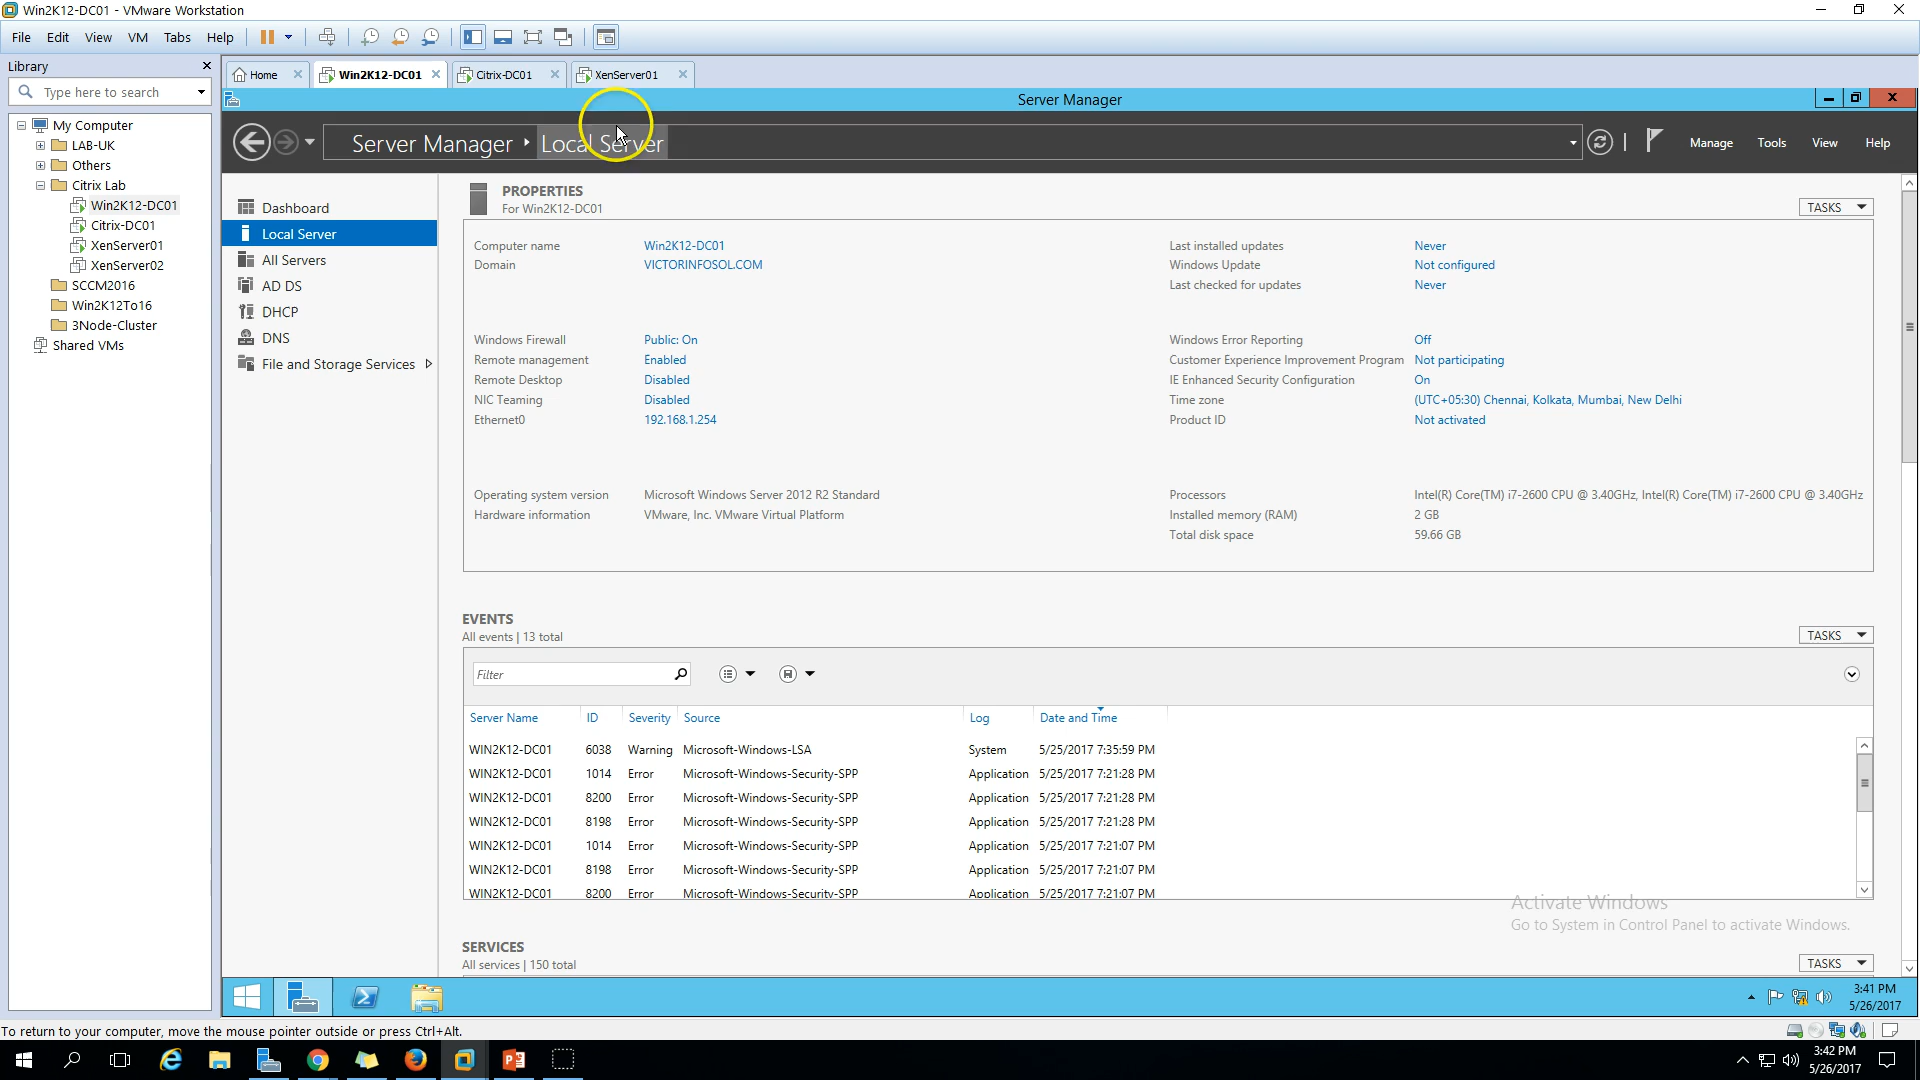 Win2K12-DC01 - VMware Workstation
File Edit View VM Tabs Help
Library
Type here to search
My Computer
LAB-UK
Others
Citrix Lab
Win2K12-DC01
Citrix-DC01
XenServer01
XenServer02
SCCM2016
Win2K12To16
3Node-Cluster
Shared VMs
Home Win2K12-DC01 Citrix-DC01 XenServer01
Server Manager
Server Manager Local Server
Manage Tools View Help
Dashboard
Local Server
All Servers
AD DS
DHCP
DNS
File and Storage Services
PROPERTIES
For Win2K12-DC01
TASKS
Computer name Win2K12-DC01
Domain VICTORINFOSOL.COM
Last installed updates Never
Windows Update Not configured
Last checked for updates Never
Windows Firewall Public: On
Remote management Enabled
Remote Desktop Disabled
NIC Teaming Disabled
Ethernet0 192.168.1.254
Windows Error Reporting Off
Customer Experience Improvement Program Not participating
IE Enhanced Security Configuration On
Time zone (UTC+05:30) Chennai, Kolkata, Mumbai, New Delhi
Product ID Not activated
Operating system version Microsoft Windows Server 2012 R2 Standard
Hardware information VMware, Inc. VMware Virtual Platform
Processors Intel(R) Core(TM) i7-2600 CPU @ 3.40GHz, Intel(R) Core(TM) i7-2600 CPU @ 3.40GHz
Installed memory (RAM) 2 GB
Total disk space 59.66 GB
EVENTS
All events | 13 total
TASKS
Filter
Server Name ID Severity Source Log Date and Time
WIN2K12-DC01 6038 Warning Microsoft-Windows-LSA System 5/25/2017 7:35:59 PM
WIN2K12-DC01 1014 Error Microsoft-Windows-Security-SPP Application 5/25/2017 7:21:28 PM
WIN2K12-DC01 8200 Error Microsoft-Windows-Security-SPP Application 5/25/2017 7:21:28 PM
WIN2K12-DC01 8198 Error Microsoft-Windows-Security-SPP Application 5/25/2017 7:21:28 PM
WIN2K12-DC01 1014 Error Microsoft-Windows-Security-SPP Application 5/25/2017 7:21:07 PM
WIN2K12-DC01 8198 Error Microsoft-Windows-Security-SPP Application 5/25/2017 7:21:07 PM
WIN2K12-DC01 8200 Error Microsoft-Windows-Security-SPP Application 5/25/2017 7:21:07 PM
Activate Windows
Go to System in Control Panel to activate Windows.
SERVICES
All services | 150 total
TASKS
3:41 PM
5/26/2017
To return to your computer, move the mouse pointer outside or press Ctrl+Alt.
3:42 PM
5/26/2017